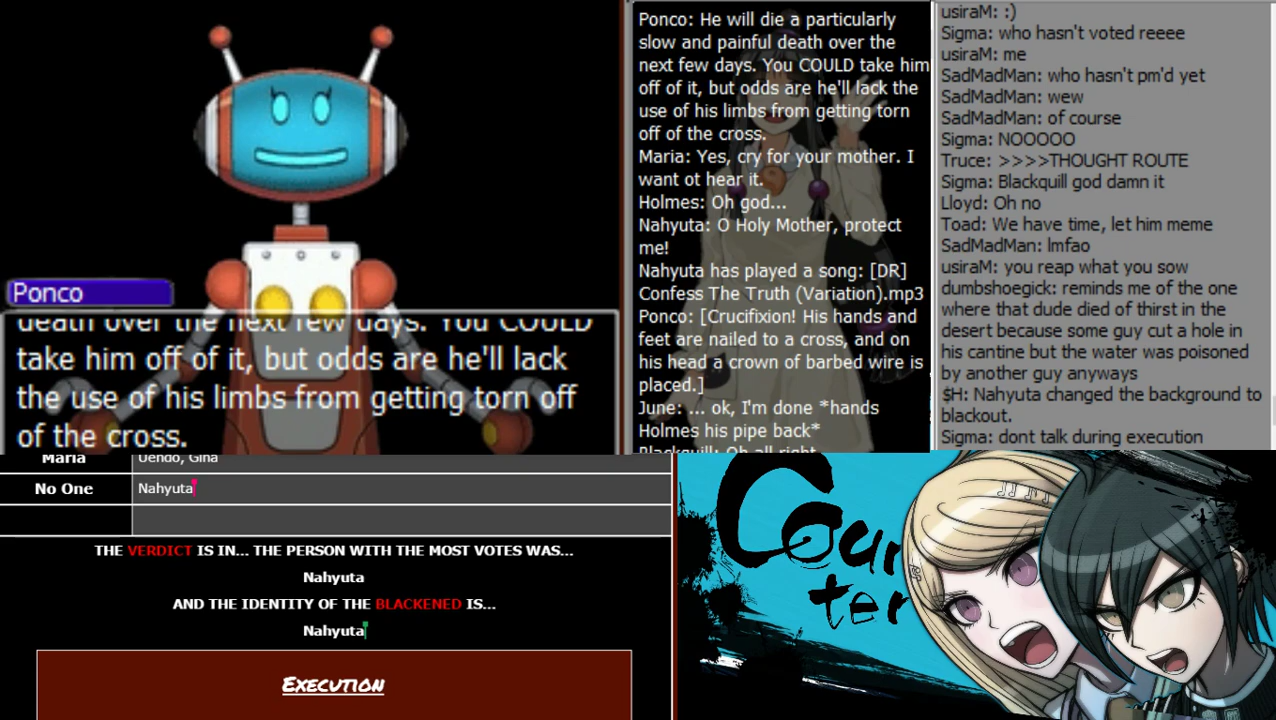 Ponco
death over the next few days. You COULD
take him off of it, but odds are he'll lack
the use of his limbs from getting torn off
of the cross.
Ponco: He will die a particularly
slow and painful death over the
next few days. You COULD take him
off of it, but odds are he'll lack the
use of his limbs from getting torn
off of the cross.
Maria: Yes, cry for your mother. I
want ot hear it.
Holmes: Oh god...
Nahyuta: O Holy Mother, protect
me!
Nahyuta has played a song: [DR]
Confess The Truth (Variation).mp3
Ponco: [Crucifixion! His hands and
feet are nailed to a cross, and on
his head a crown of barbed wire is
placed.]
June: ... ok, I'm done *hands
Holmes his pipe back*
Blackquill: Oh all right
usiraM: :)
Sigma: who hasn't voted reeee
usiraM: me
SadMadMan: who hasn't pm'd yet
SadMadMan: wew
SadMadMan: of course
Sigma: NOOOOO
Truce: >>>>THOUGHT ROUTE
Sigma: Blackquill god damn it
Lloyd: Oh no
Toad: We have time, let him meme
SadMadMan: lmfao
usiraM: you reap what you sow
dumbshoegick: reminds me of the one
where that dude died of thirst in the
desert because some guy cut a hole in
his cantine but the water was poisoned
by another guy anyways
$H: Nahyuta changed the background to
blackout.
Sigma: dont talk during execution
Maria Uendo, Gina
No One Nahyuta
THE VERDICT IS IN... THE PERSON WITH THE MOST VOTES WAS...
Nahyuta
AND THE IDENTITY OF THE BLACKENED IS...
Nahyuta
EXECUTION
Coun
ter